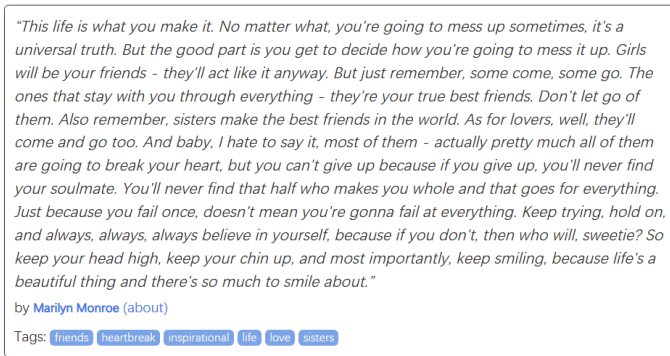 “This life is what you make it. No matter what, you're going to mess up sometimes, it's a
universal truth. But the good part is you get to decide how you're going to mess it up. Girls
will be your friends - they'll act like it anyway. But just remember, some come, some go. The
ones that stay with you through everything - they're your true best friends. Don't let go of
them. Also remember, sisters make the best friends in the world. As for lovers, well, they'll
come and go too. And baby, I hate to say it, most of them - actually pretty much all of them
are going to break your heart, but you can't give up because if you give up, you'll never find
your soulmate. You'll never find that half who makes you whole and that goes for everything.
Just because you fail once, doesn't mean you're gonna fail at everything. Keep trying, hold on,
and always, always, always believe in yourself, because if you don't, then who will, sweetie? So
keep your head high, keep your chin up, and most importantly, keep smiling, because life's a
beautiful thing and there's so much to smile about.”
by Marilyn Monroe (about)
Tags: friends heartbreak inspirational life love sisters